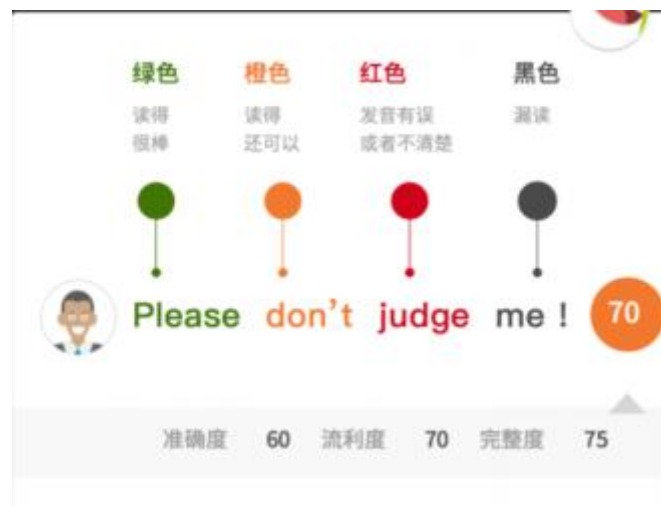 绿色 橙色 红色 黑色
读得 读得 发音有误 漏读
很棒 还可以 或者不清楚
Please don't judge me! 70
准确度 60 流利度 70 完整度 75